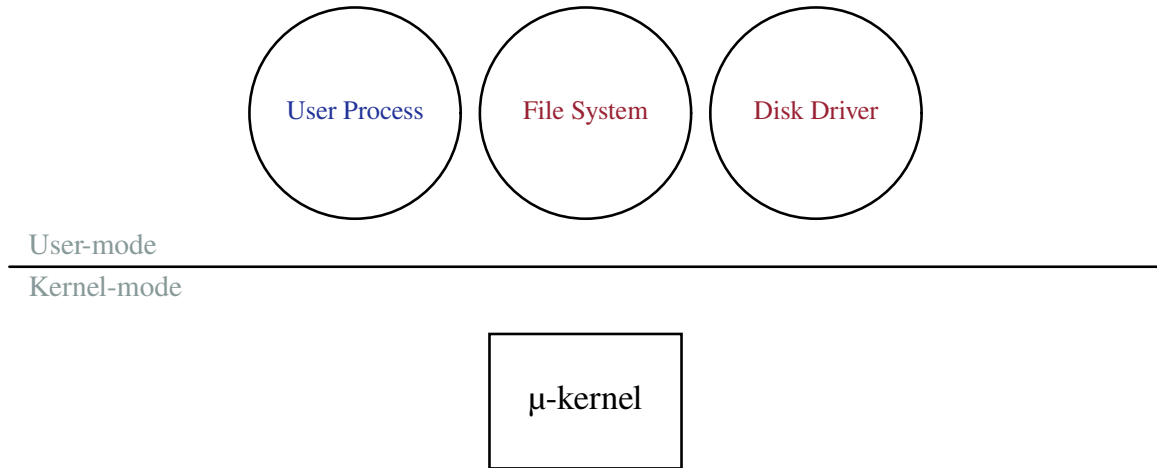 User Process
File System
Disk Driver
User-mode
Kernel-mode
μ-kernel